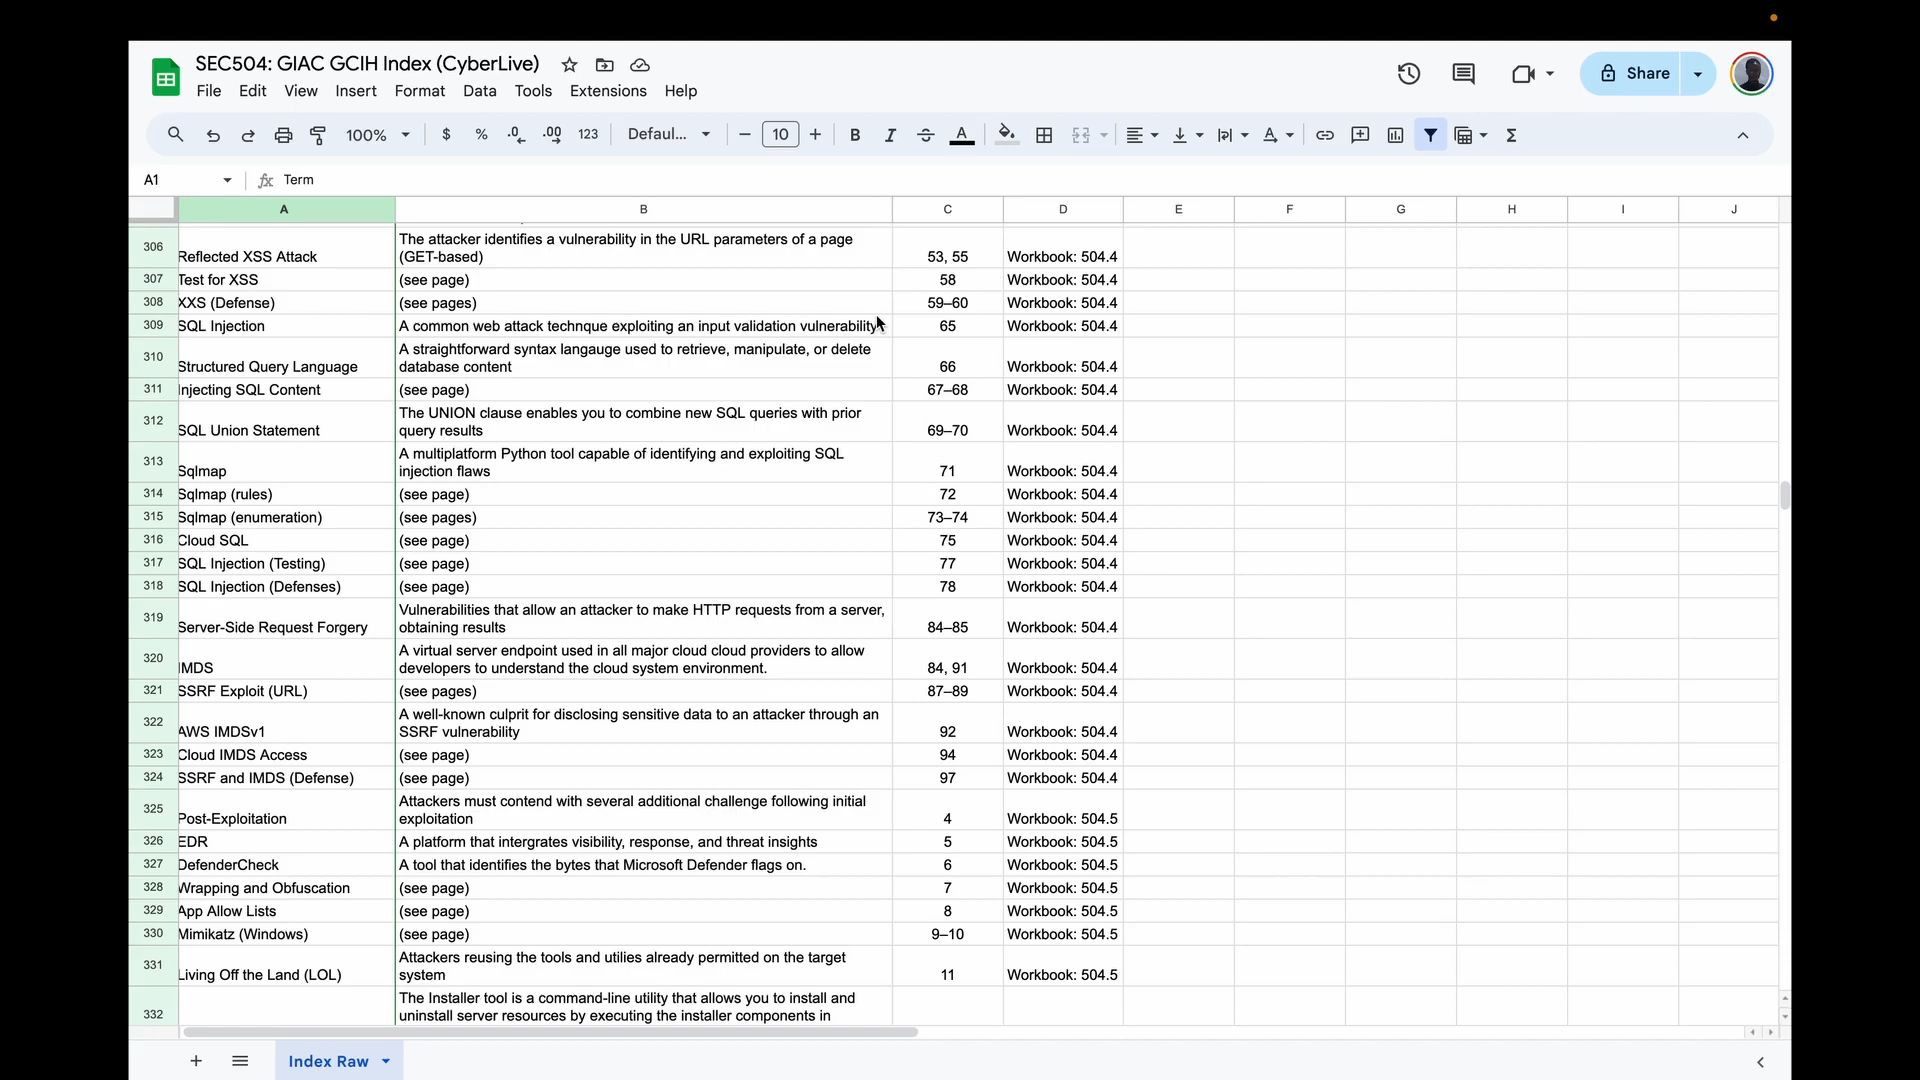 SEC504: GIAC GCIH Index (CyberLive)
Share
File Edit View Insert Format Data Tools Extensions Help
100% $ % .0 .00 123 Defaul... 10 B I A
A1 fx Term
A B C D E F G H I J
306 Reflected XSS Attack The attacker identifies a vulnerability in the URL parameters of a page
(GET-based) 53, 55 Workbook: 504.4
307 Test for XSS (see page) 58 Workbook: 504.4
308 XXS (Defense) (see pages) 59–60 Workbook: 504.4
309 SQL Injection A common web attack technque exploiting an input validation vulnerability 65 Workbook: 504.4
310 Structured Query Language A straightforward syntax langauge used to retrieve, manipulate, or delete
database content 66 Workbook: 504.4
311 Injecting SQL Content (see page) 67–68 Workbook: 504.4
312 SQL Union Statement The UNION clause enables you to combine new SQL queries with prior
query results 69–70 Workbook: 504.4
313 Sqlmap A multiplatform Python tool capable of identifying and exploiting SQL
injection flaws 71 Workbook: 504.4
314 Sqlmap (rules) (see page) 72 Workbook: 504.4
315 Sqlmap (enumeration) (see pages) 73–74 Workbook: 504.4
316 Cloud SQL (see page) 75 Workbook: 504.4
317 SQL Injection (Testing) (see page) 77 Workbook: 504.4
318 SQL Injection (Defenses) (see page) 78 Workbook: 504.4
319 Server-Side Request Forgery Vulnerabilities that allow an attacker to make HTTP requests from a server,
obtaining results 84–85 Workbook: 504.4
320 IMDS A virtual server endpoint used in all major cloud cloud providers to allow
developers to understand the cloud system environment. 84, 91 Workbook: 504.4
321 SSRF Exploit (URL) (see pages) 87–89 Workbook: 504.4
322 AWS IMDSv1 A well-known culprit for disclosing sensitive data to an attacker through an
SSRF vulnerability 92 Workbook: 504.4
323 Cloud IMDS Access (see page) 94 Workbook: 504.4
324 SSRF and IMDS (Defense) (see page) 97 Workbook: 504.4
325 Post-Exploitation Attackers must contend with several additional challenge following initial
exploitation 4 Workbook: 504.5
326 EDR A platform that intergrates visibility, response, and threat insights 5 Workbook: 504.5
327 DefenderCheck A tool that identifies the bytes that Microsoft Defender flags on. 6 Workbook: 504.5
328 Wrapping and Obfuscation (see page) 7 Workbook: 504.5
329 App Allow Lists (see page) 8 Workbook: 504.5
330 Mimikatz (Windows) (see page) 9–10 Workbook: 504.5
331 Living Off the Land (LOL) Attackers reusing the tools and utilies already permitted on the target
system 11 Workbook: 504.5
332 The Installer tool is a command-line utility that allows you to install and
uninstall server resources by executing the installer components in
Index Raw